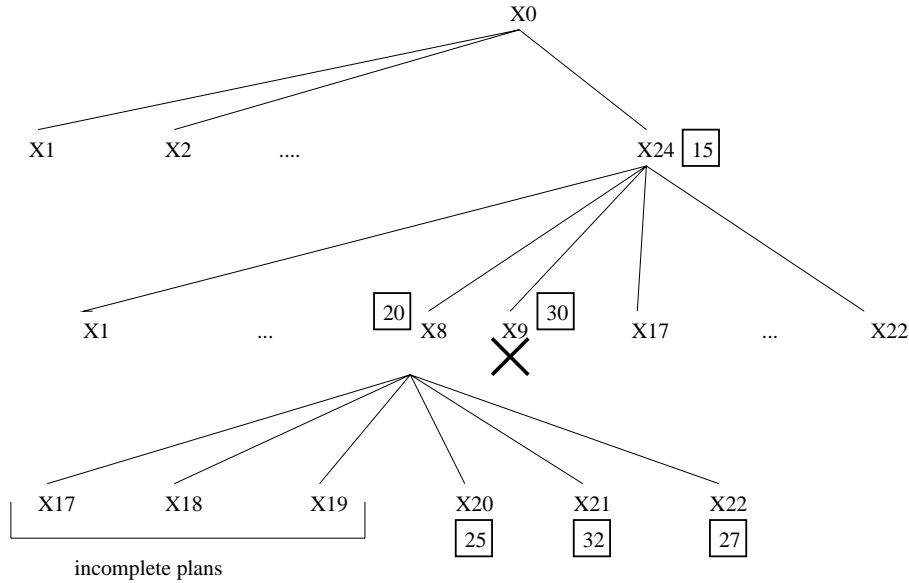 X0
X1 X2 .... X24 15
X1 ... 20 X8 X9 30 X17 ... X22
X17 X18 X19 X20 X21 X22
25 32 27
incomplete plans